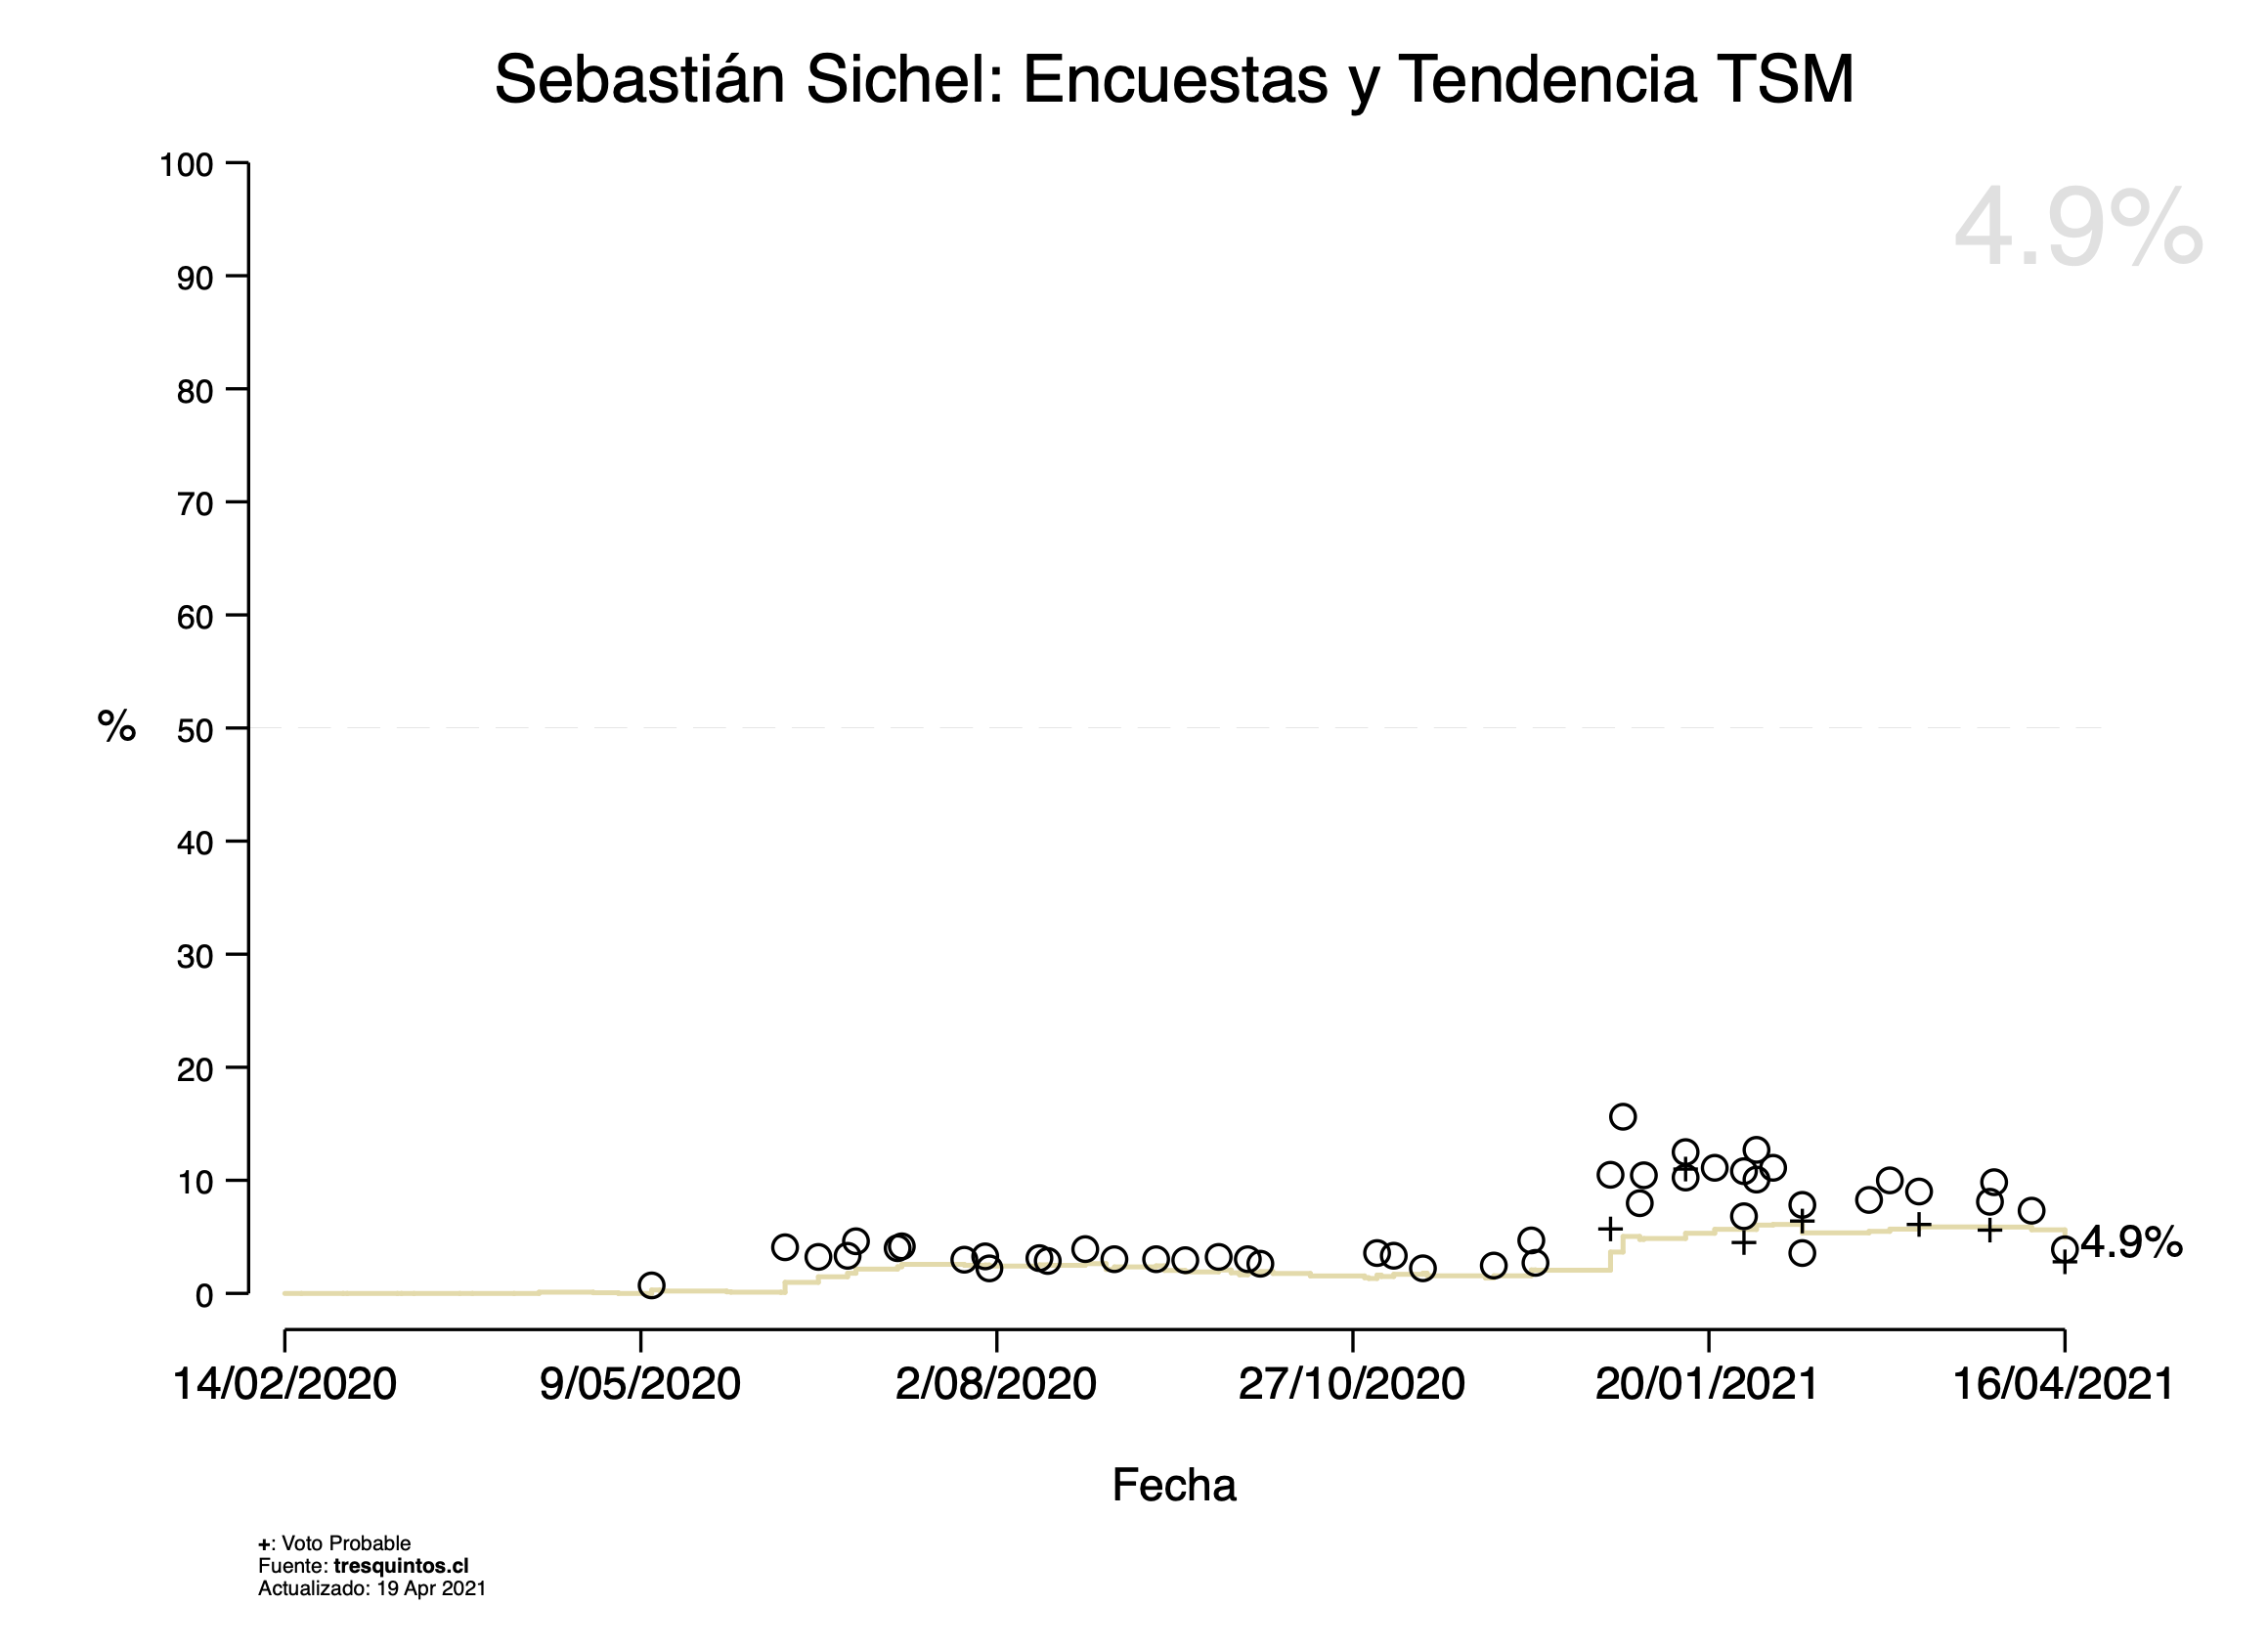 Sebastián Sichel: Encuestas y Tendencia TSM
4.9%
100
90
80
70
60
50
40
30
20
10
0
%
4.9%
14/02/2020 9/05/2020 2/08/2020 27/10/2020 20/01/2021 16/04/2021
Fecha
+: Voto Probable
Fuente: tresquintos.cl
Actualizado: 19 Apr 2021